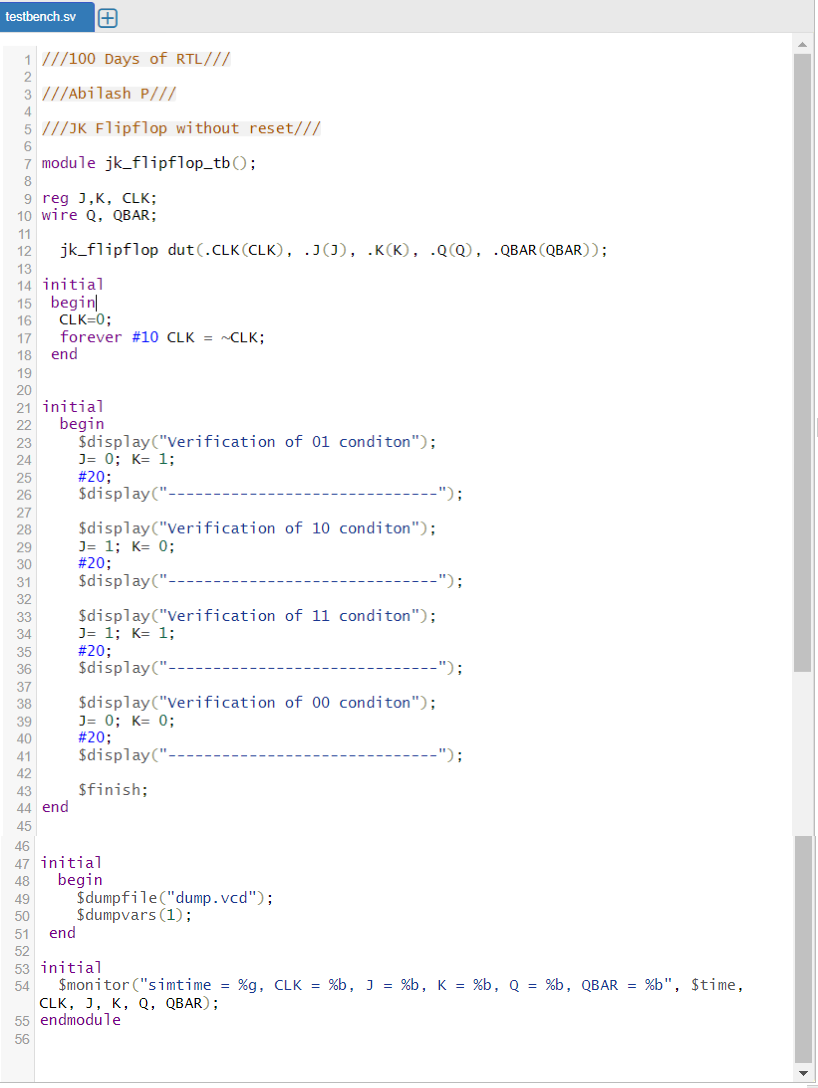 testbench.sv
1 ///100 Days of RTL///
2
3 ///Abilash P///
4
5 ///JK Flipflop without reset///
6
7 module jk_flipflop_tb();
8
9 reg J,K, CLK;
10 wire Q, QBAR;
11
12 jk_flipflop dut(.CLK(CLK), .J(J), .K(K), .Q(Q), .QBAR(QBAR));
13
14 initial
15 begin
16 CLK=0;
17 forever #10 CLK = ~CLK;
18 end
19
20
21 initial
22 begin
23 $display("Verification of 01 conditon");
24 J= 0; K= 1;
25 #20;
26 $display("------------------------------");
27
28 $display("Verification of 10 conditon");
29 J= 1; K= 0;
30 #20;
31 $display("------------------------------");
32
33 $display("Verification of 11 conditon");
34 J= 1; K= 1;
35 #20;
36 $display("------------------------------");
37
38 $display("Verification of 00 conditon");
39 J= 0; K= 0;
40 #20;
41 $display("------------------------------");
42
43 $finish;
44 end
45
46
47 initial
48 begin
49 $dumpfile("dump.vcd");
50 $dumpvars(1);
51 end
52
53 initial
54 $monitor("simtime = %g, CLK = %b, J = %b, K = %b, Q = %b, QBAR = %b", $time,
CLK, J, K, Q, QBAR);
55 endmodule
56